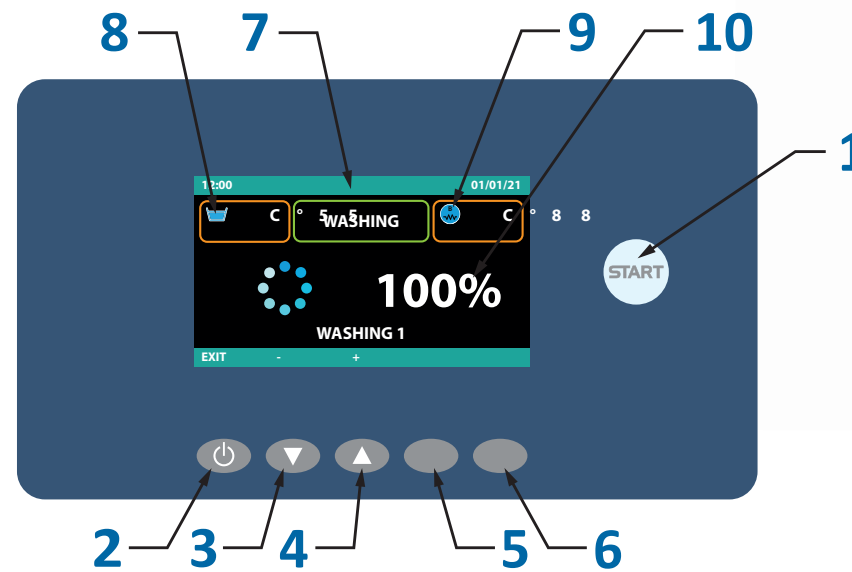 8 7 9 10
1
12:00 01/01/21
C ° 5 5 WASHING C ° 8 8
START
100%
WASHING 1
EXIT - +
2 3 4 5 6